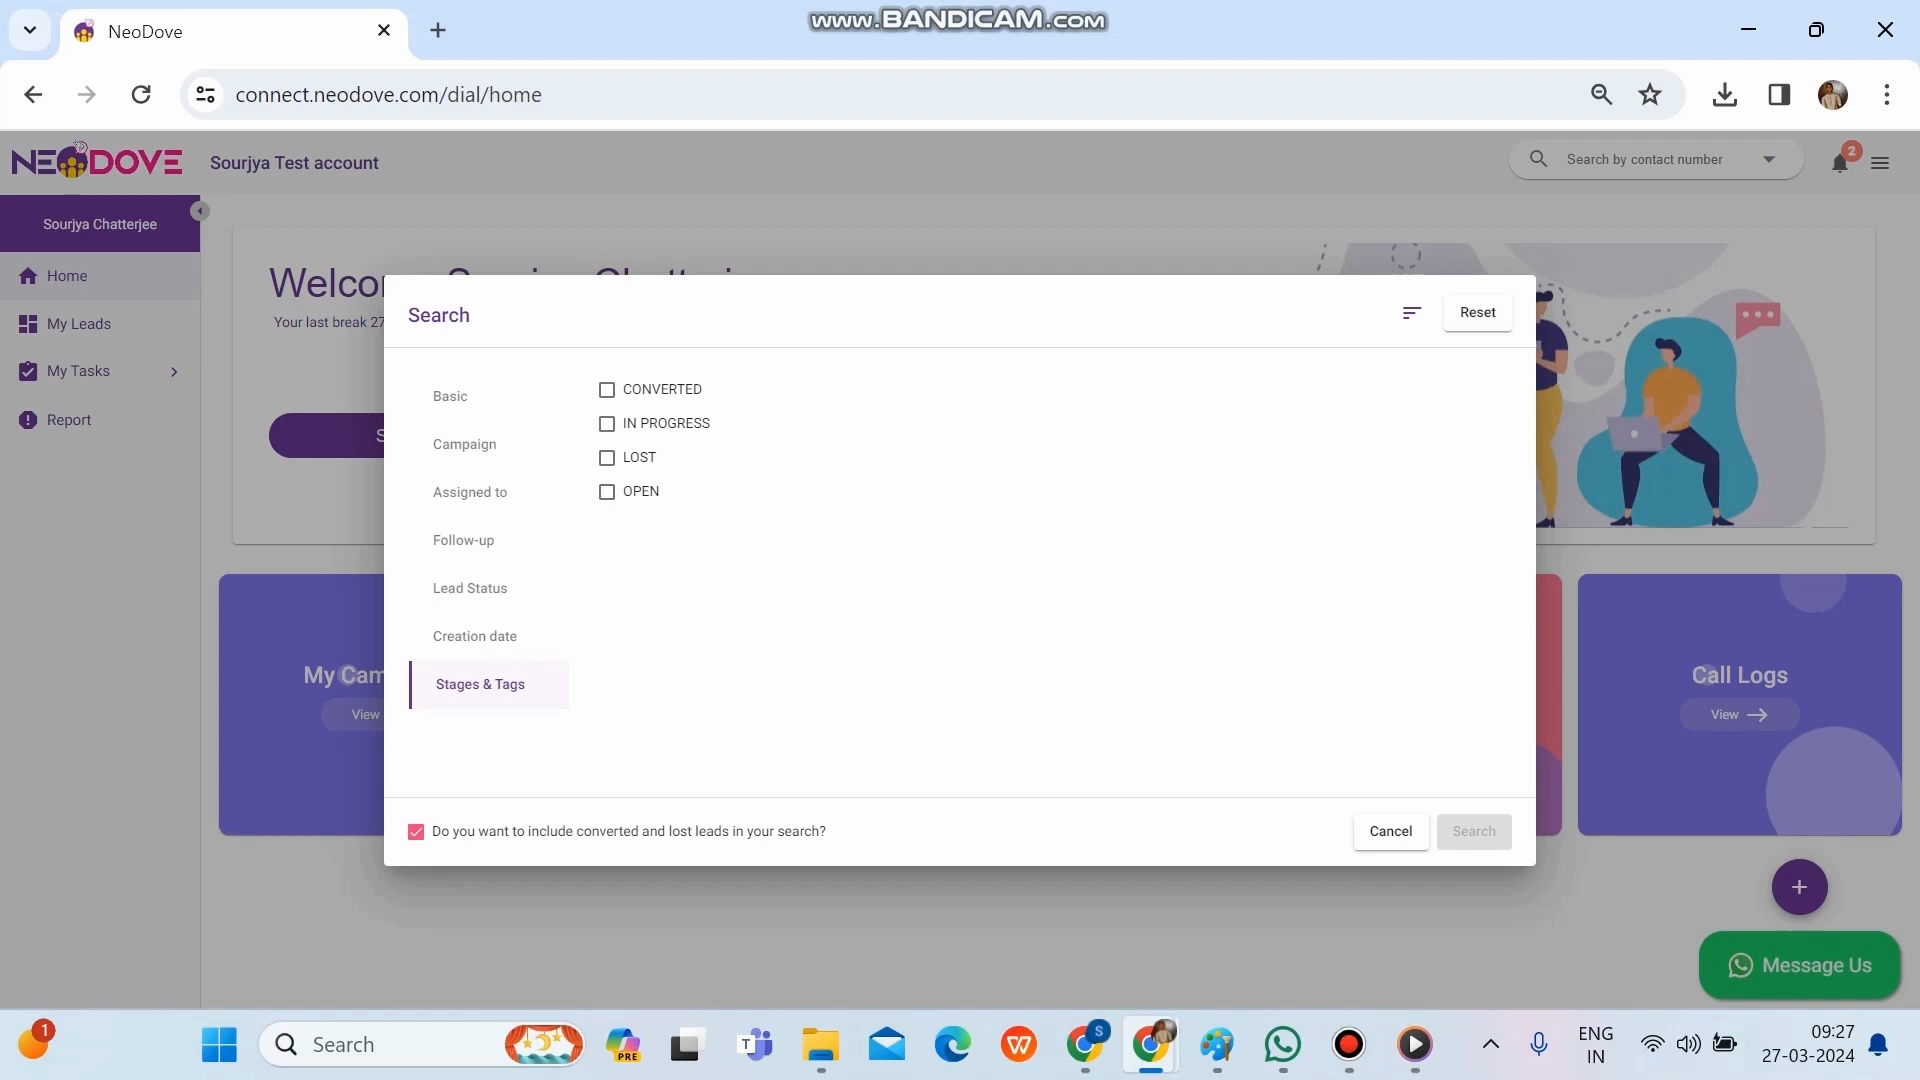 NeoDove
www.BANDICAM.com
connect.neodove.com/dial/home
NEODOVE
Sourjya Test account
Search by contact number
2
Sourjya Chatterjee
Home
My Leads
My Tasks
Report
Your last break 27
Search
Reset
Basic
Campaign
Assigned to
Follow-up
Lead Status
Creation date
Stages & Tags
CONVERTED
IN PROGRESS
LOST
OPEN
Do you want to include converted and lost leads in your search?
Cancel
Search
My Cam
View
Call Logs
View
+
Message Us
1
Search
PRE
T
W
S
ENG
IN
09:27
27-03-2024